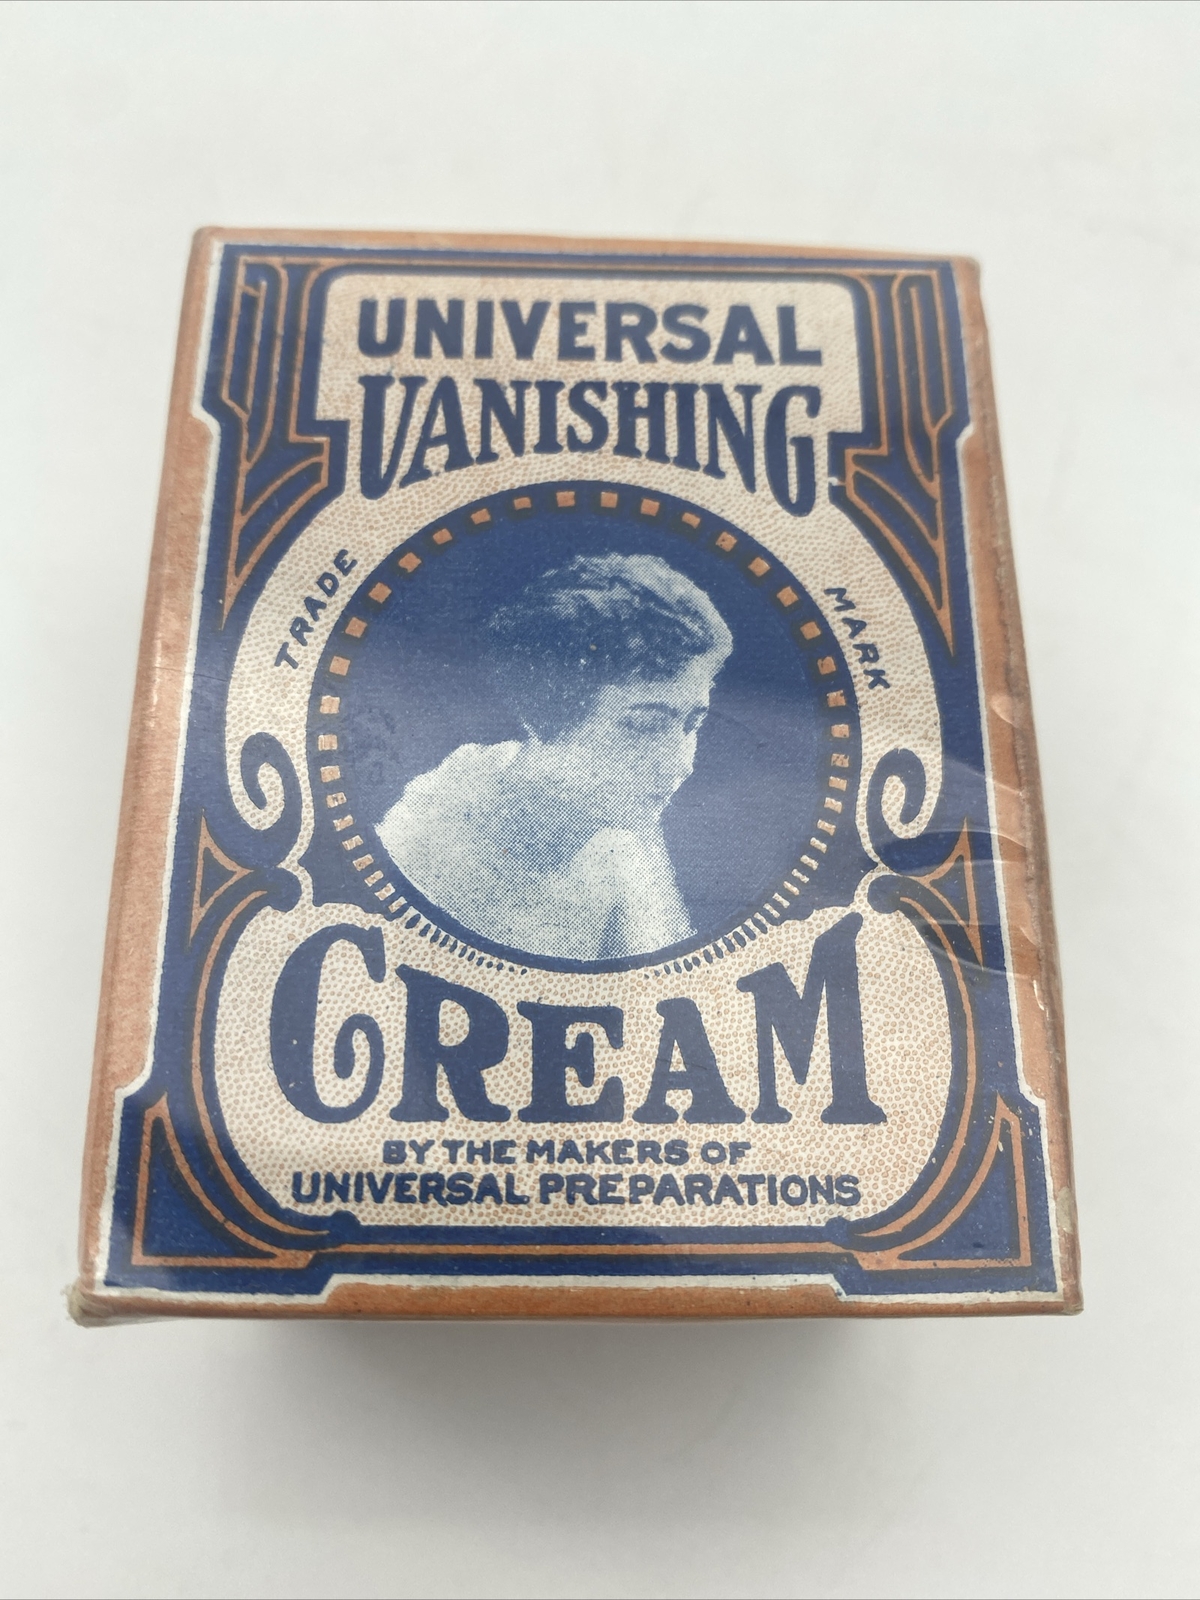 UNIVERSAL
VANISHING
TRADE MARK
CREAM
BY THE MAKERS OF
UNIVERSAL PREPARATIONS